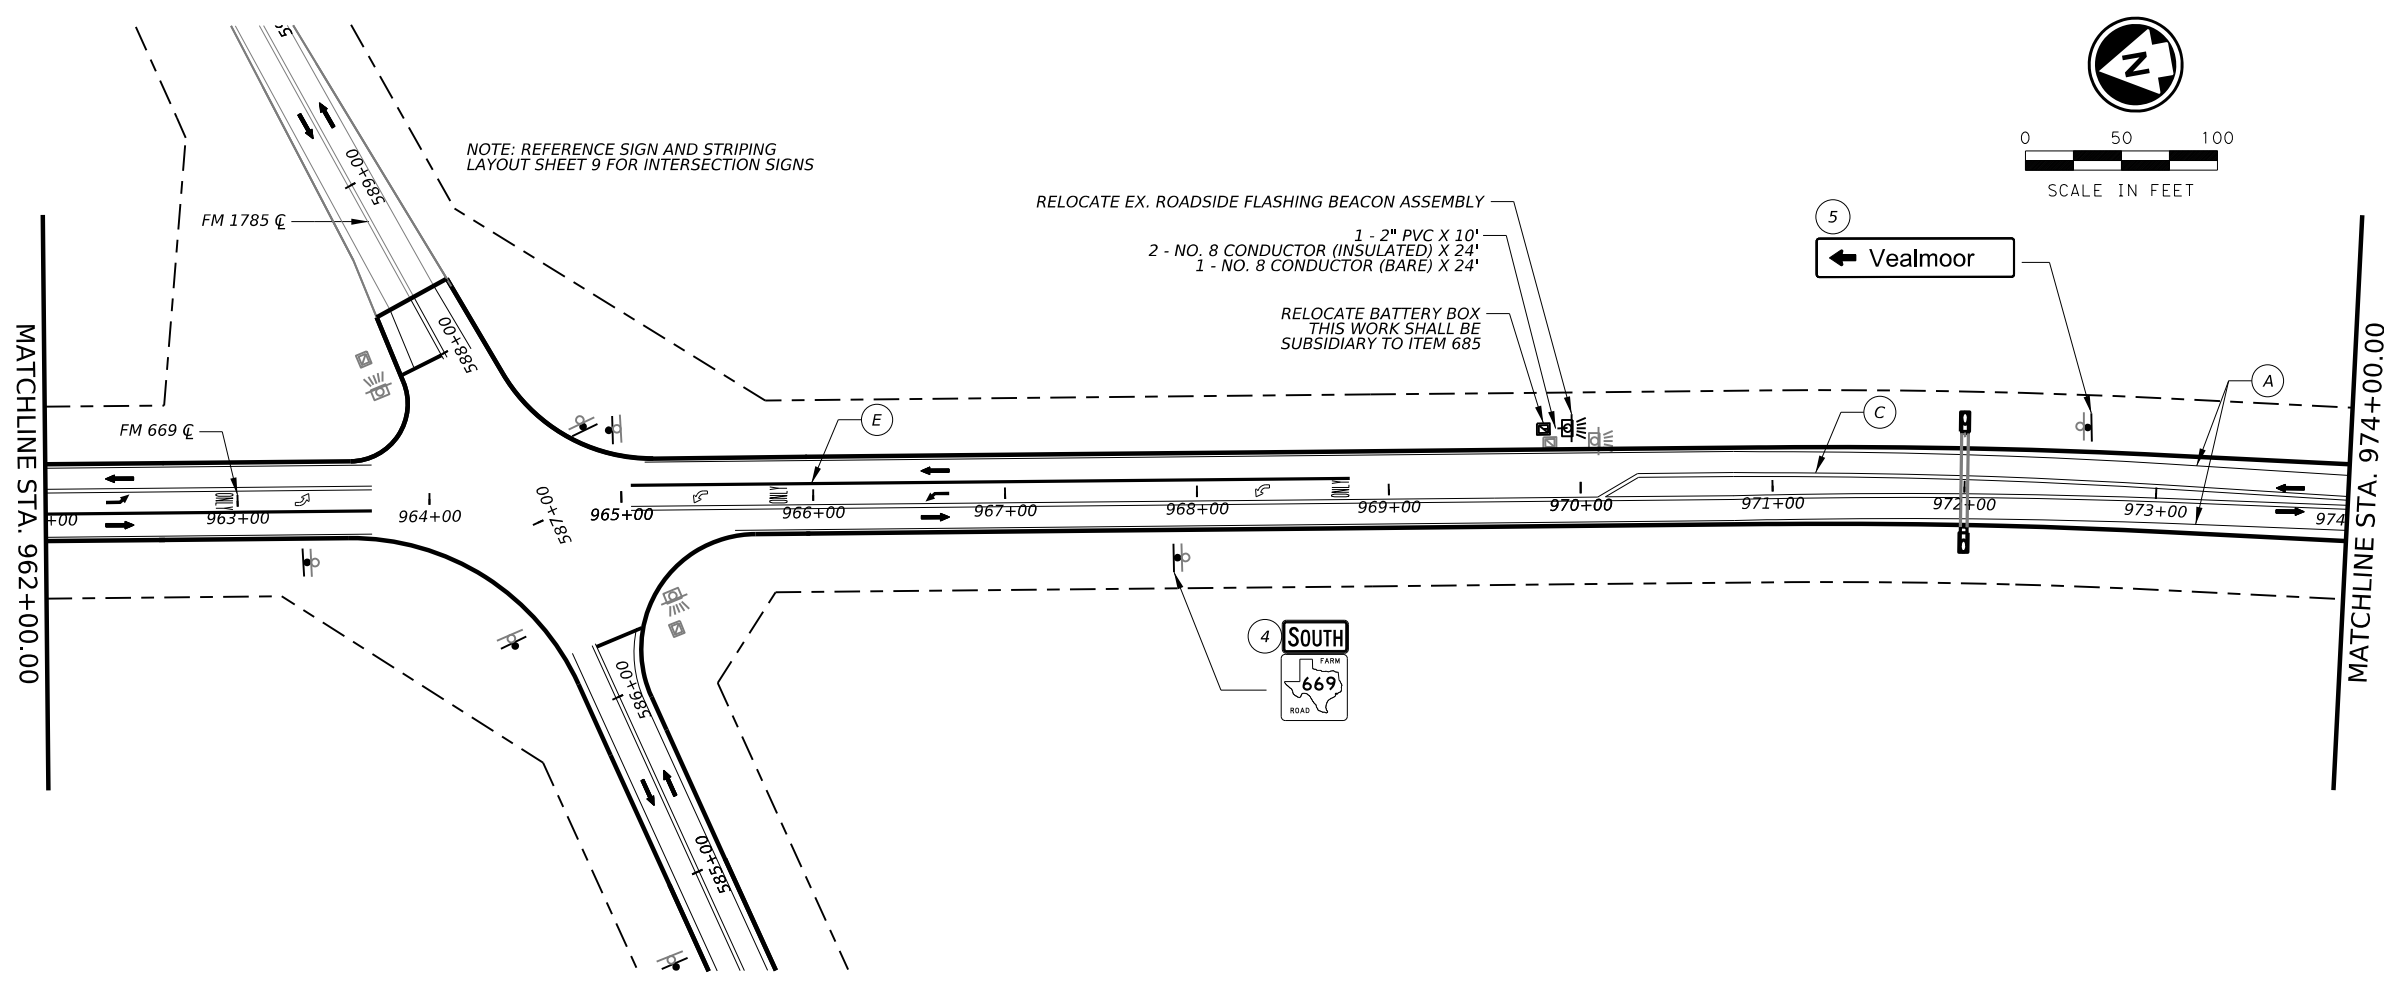 N
0 50 100
SCALE IN FEET
NOTE: REFERENCE SIGN AND STRIPING
LAYOUT SHEET 9 FOR INTERSECTION SIGNS
589+00
FM 1785 ℄
588+00
RELOCATE EX. ROADSIDE FLASHING BEACON ASSEMBLY
1 - 2" PVC X 10'
2 - NO. 8 CONDUCTOR (INSULATED) X 24'
1 - NO. 8 CONDUCTOR (BARE) X 24'
RELOCATE BATTERY BOX
THIS WORK SHALL BE
SUBSIDIARY TO ITEM 685
5
Vealmoor
A
C
E
FM 669 ℄
MATCHLINE STA. 962+00.00
MATCHLINE STA. 974+00.00
ONLY
ONLY
ONLY
+00
963+00
964+00
587+00
965+00
966+00
967+00
968+00
969+00
970+00
971+00
972+00
973+00
974
4
SOUTH
FARM
669
ROAD
586+00
585+00